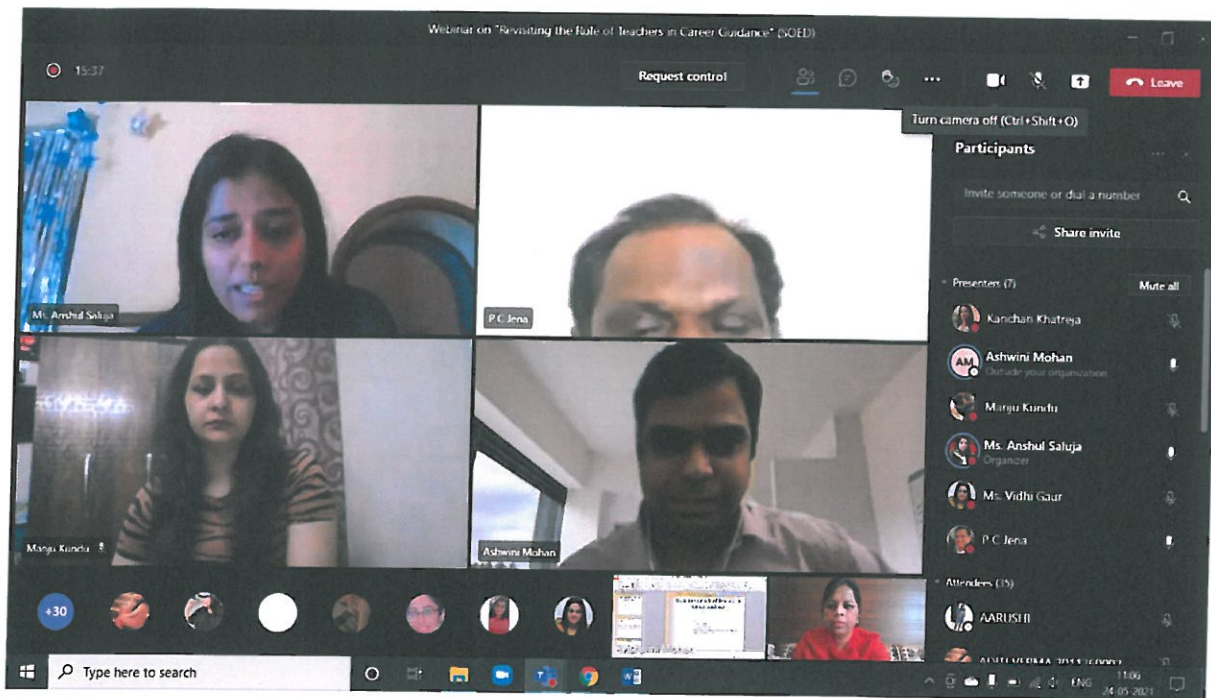 Webinar on "Revisiting the Role of Teachers in Career Guidance" (SOED)
15:37
Request control
Leave
Turn camera off (Ctrl+Shift+O)
Participants
Invite someone or dial a number
Share invite
Presenters (7)
Mute all
Kanchan Khatreja
AM
Ashwini Mohan
Outside your organization
Manju Kundu
Ms. Anshul Saluja
Organizer
Ms. Vidhi Gaur
P C Jena
Attendees (35)
AARUSHI
Ms. Anshul Saluja
P C Jena
Manju Kundu
Ashwini Mohan
+30
Type here to search
ENG
11:06
24-05-2021